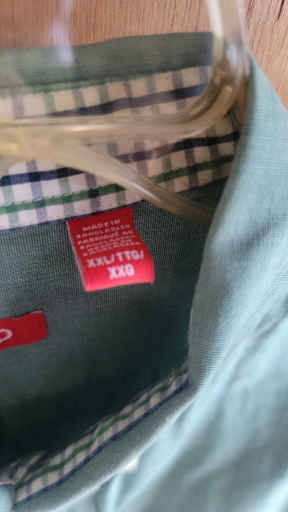 MADE IN
BANGLADESH
FABRIQUÉ AU
BANGLADESH
XXL/TTG/
XXG